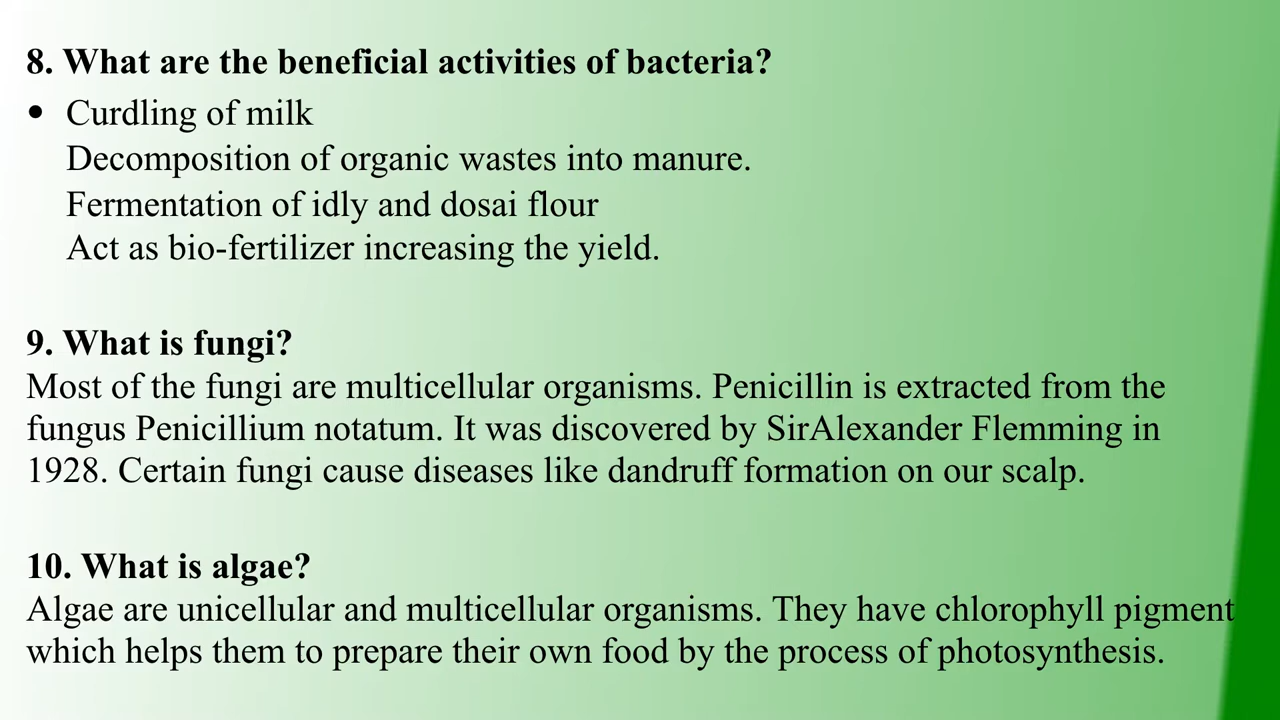 8. What are the beneficial activities of bacteria?
• Curdling of milk
Decomposition of organic wastes into manure.
Fermentation of idly and dosai flour
Act as bio-fertilizer increasing the yield.
9. What is fungi?
Most of the fungi are multicellular organisms. Penicillin is extracted from the
fungus Penicillium notatum. It was discovered by SirAlexander Flemming in
1928. Certain fungi cause diseases like dandruff formation on our scalp.
10. What is algae?
Algae are unicellular and multicellular organisms. They have chlorophyll pigment
which helps them to prepare their own food by the process of photosynthesis.